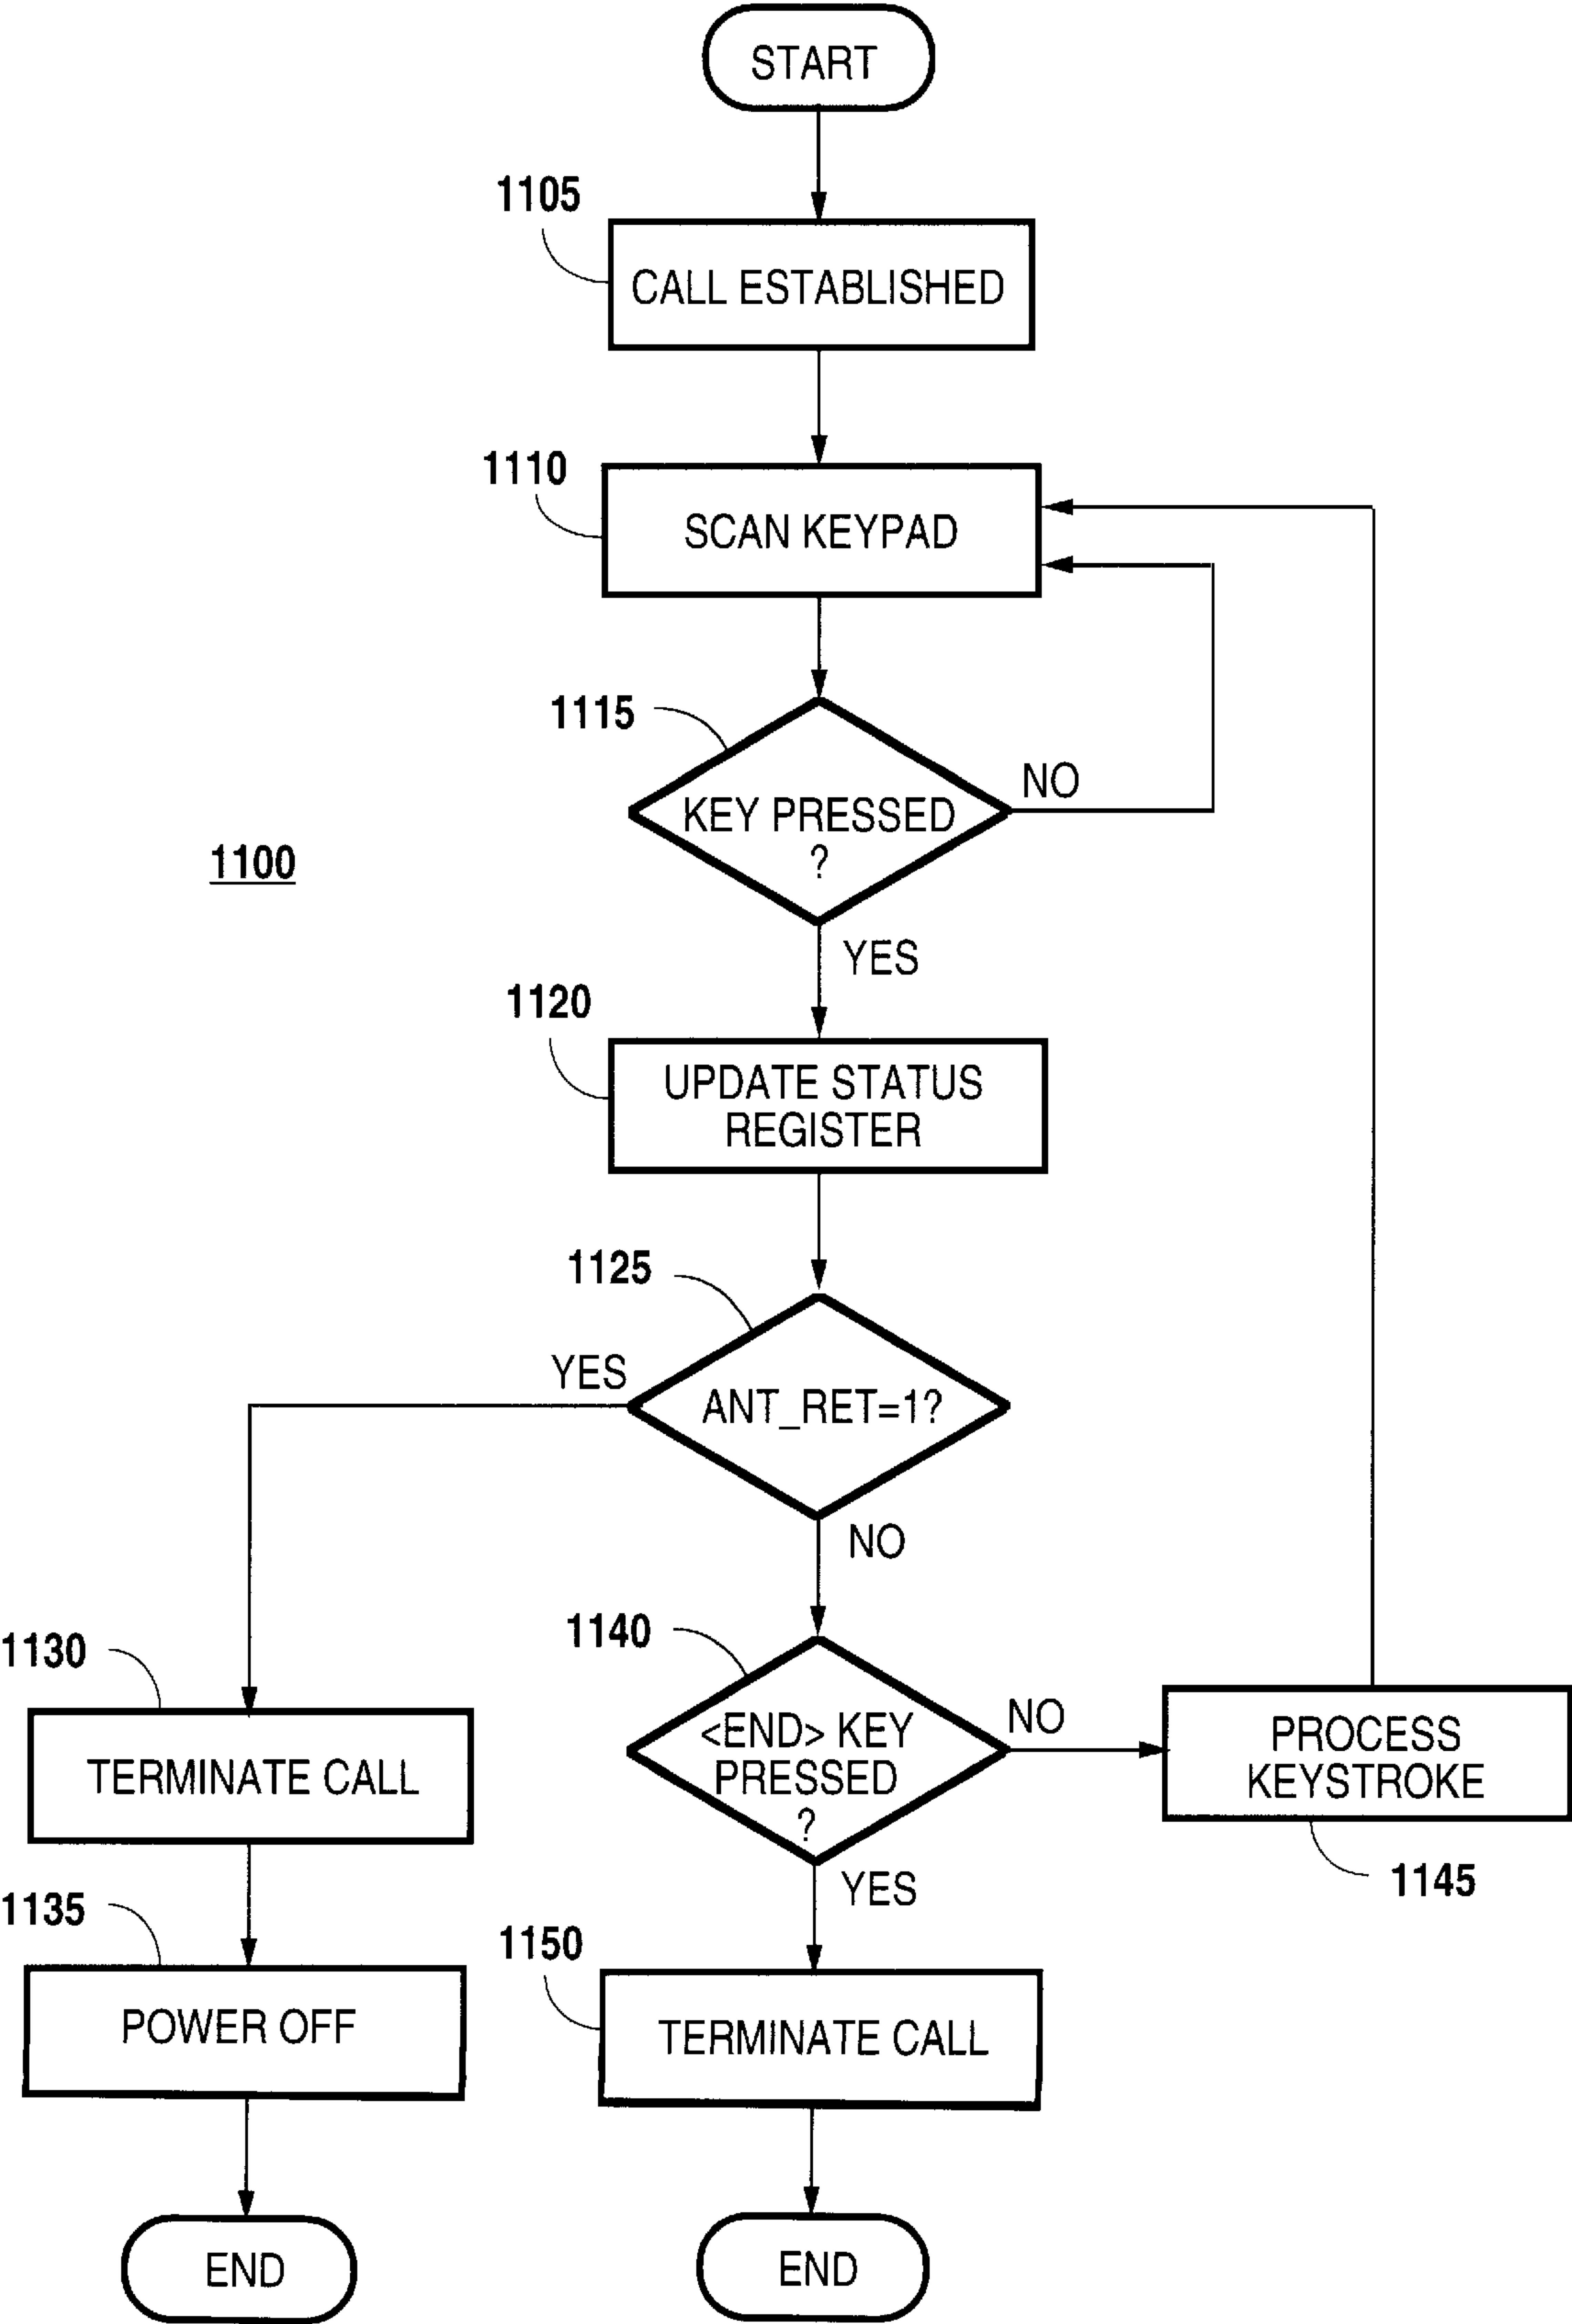 START
1105
CALL ESTABLISHED
1110
SCAN KEYPAD
1115
KEY PRESSED
?
NO
1100
YES
1120
UPDATE STATUS
REGISTER
1125
YES
ANT_RET=1?
NO
1130
1140
TERMINATE CALL
<END> KEY
PRESSED
?
NO
PROCESS
KEYSTROKE
1145
YES
1135
1150
POWER OFF
TERMINATE CALL
END
END